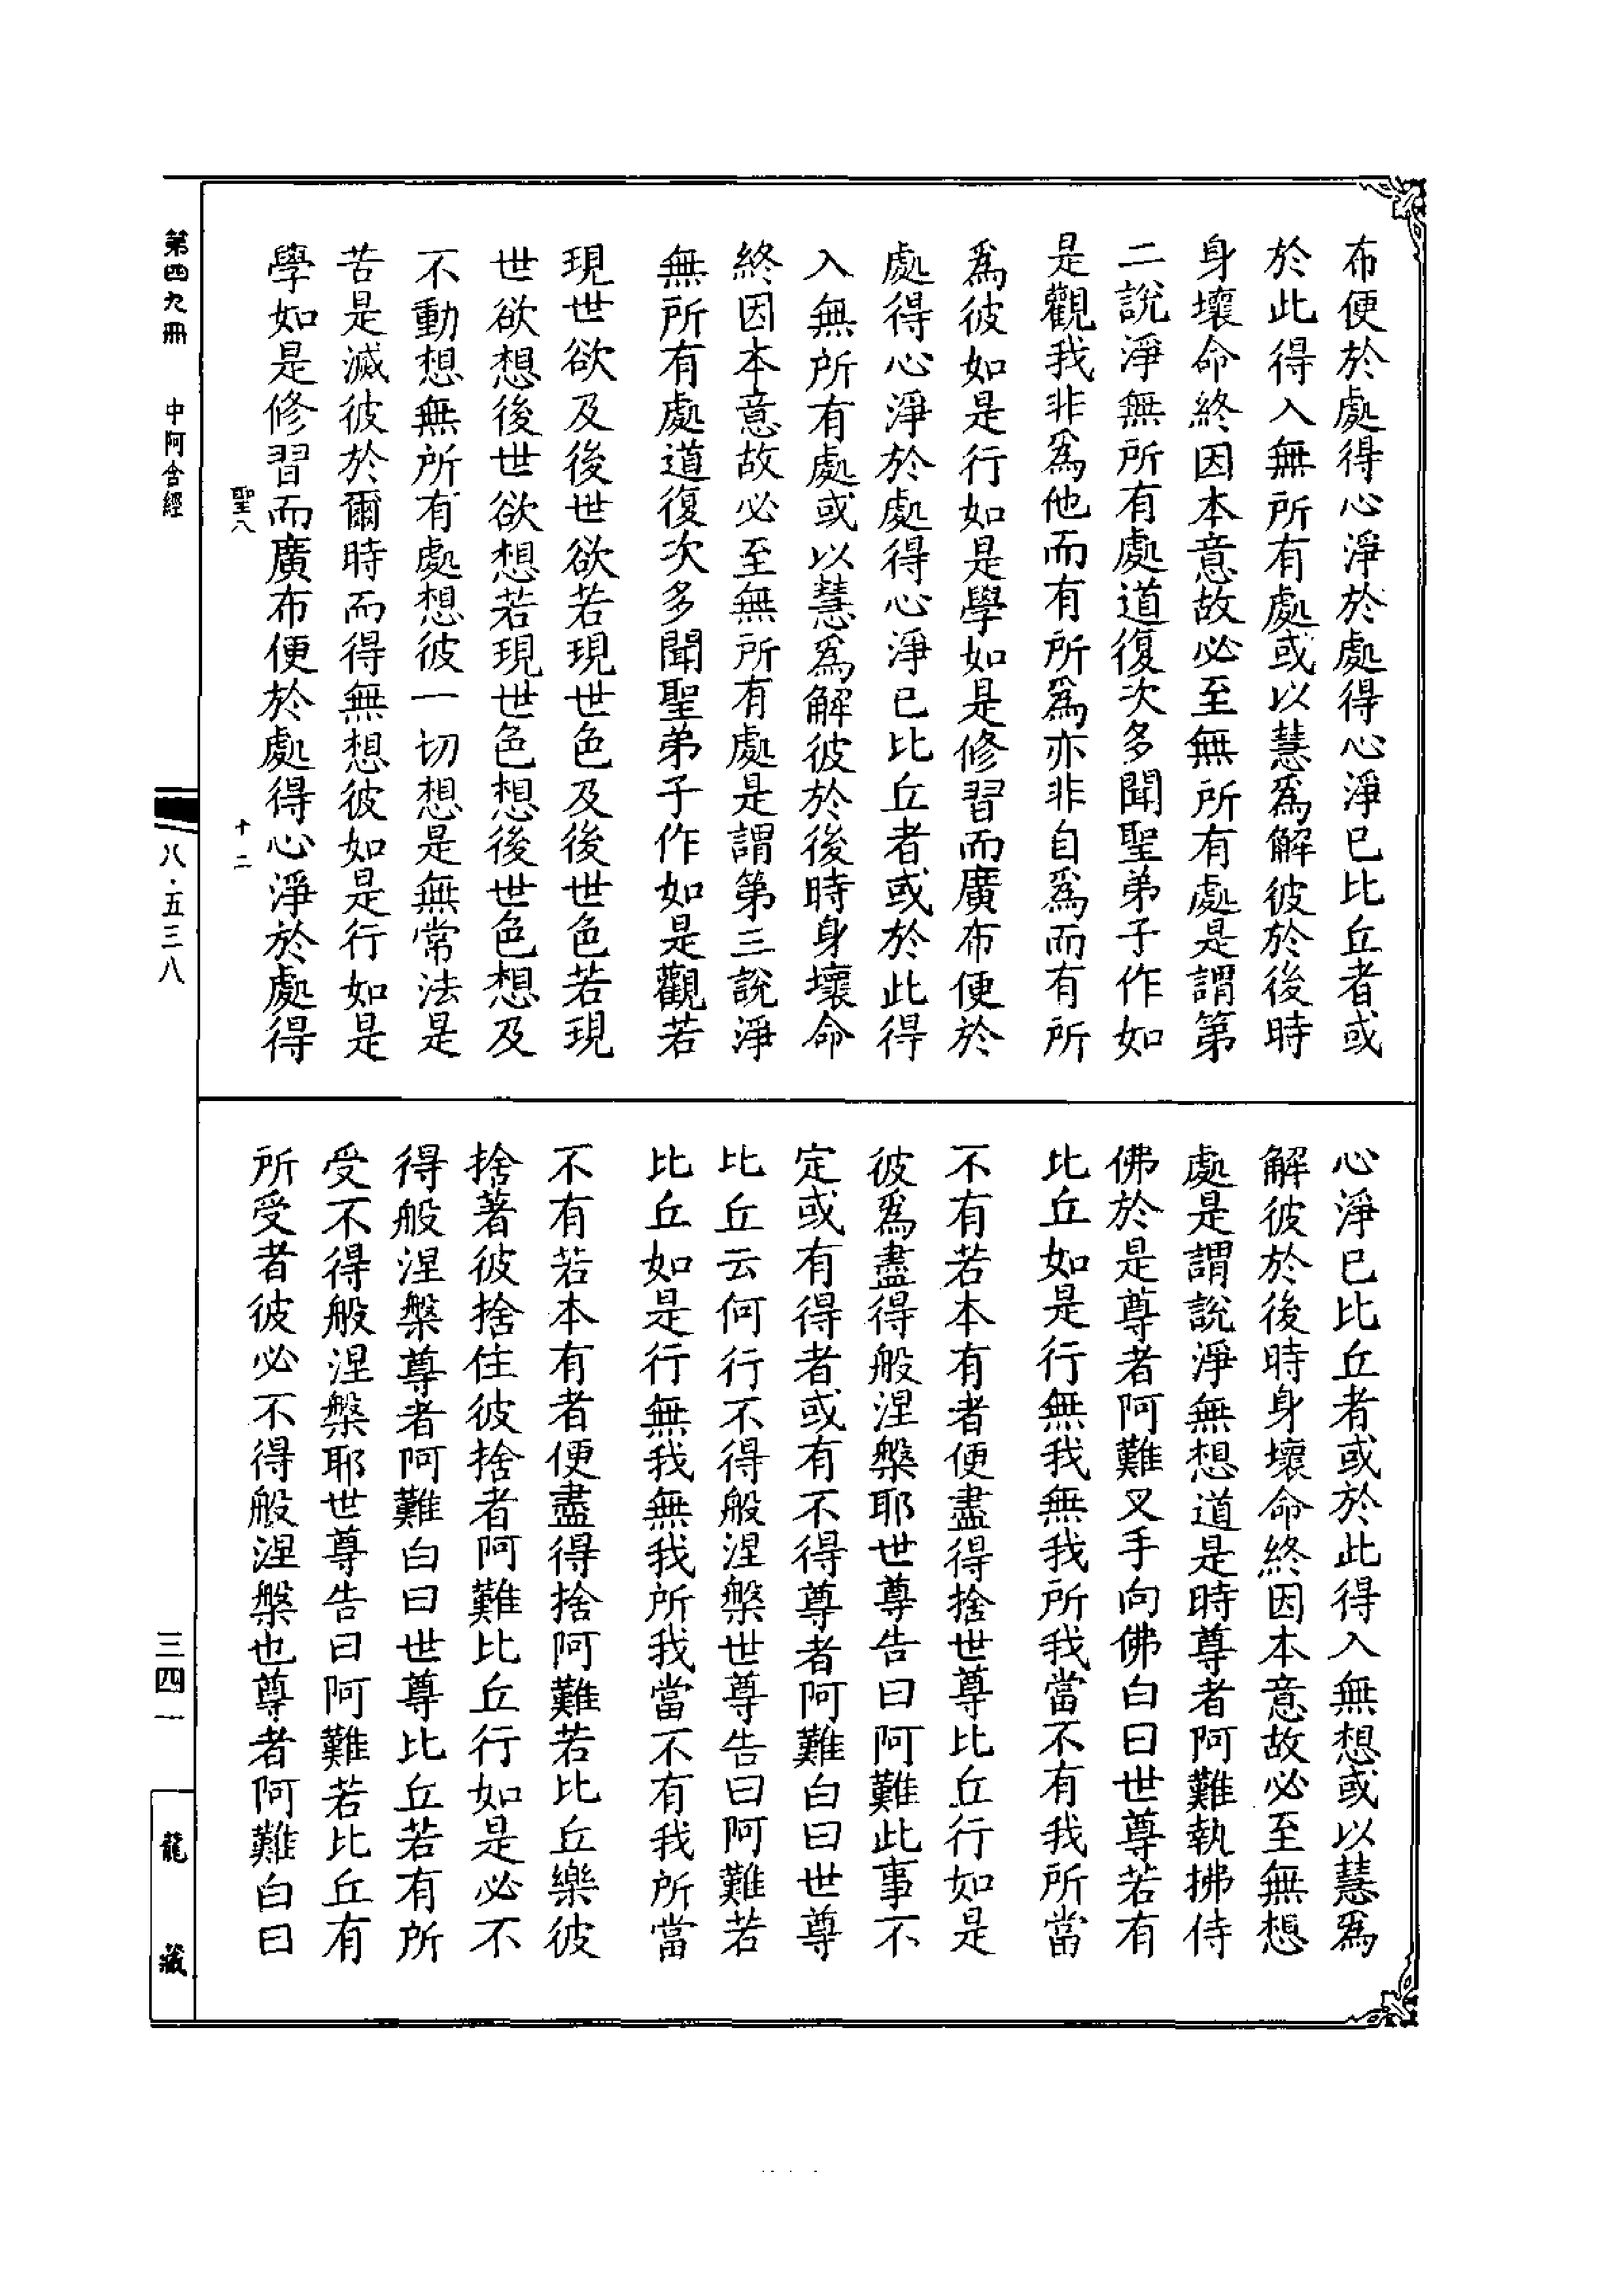 布便於處得心淨於處得心淨已比丘者或
於此得入無所有處或以慧爲解彼於後時
身壞命終因本意故必至無所有處是謂第
二說淨無所有處道復次多聞聖弟子作如
是觀我非爲他而有所爲亦非自爲而有所
爲彼如是行如是學如是修習而廣布便於
處得心淨於處得心淨已比丘者或於此得
入無所有處或以慧爲解彼於後時身壞命
終因本意故必至無所有處是謂第三說淨
無所有處道復次多聞聖弟子作如是觀若
現世欲及後世欲若現世色及後世色若現
世欲想後世欲想若現世色想後世色想及
不動想無所有處想彼一切想是無常法是
苦是滅彼於爾時而得無想彼如是行如是
學如是修習而廣布便於處得心淨於處得
心淨已比丘者或於此得入無想或以慧爲
解彼於後時身壞命終因本意故必至無想
處是謂說淨無想道是時尊者阿難執拂侍
佛於是尊者阿難叉手向佛白曰世尊若有
比丘如是行無我無我所我當不有我所當
不有若本有者便盡得捨世尊比丘行如是
彼爲盡得般涅槃耶世尊告曰阿難此事不
定或有得者或有不得尊者阿難白曰世尊
比丘云何行不得般涅槃世尊告曰阿難若
比丘如是行無我無我所我當不有我所當
不有若本有者便盡得捨阿難若比丘樂彼
捨著彼捨住彼捨者阿難比丘行如是必不
得般涅槃尊者阿難白曰世尊比丘若有所
受不得般涅槃耶世尊告曰阿難若比丘有
所受者彼必不得般涅槃也尊者阿難白曰
聖八
十二
第四九冊 中阿含經
八·五三八
三四一
龍藏